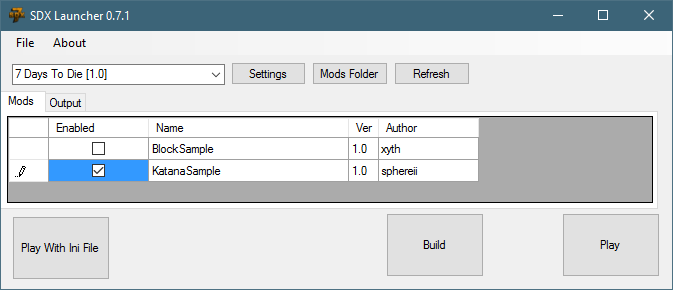 SDX Launcher 0.7.1
File About
7 Days To Die [1.0] Settings Mods Folder Refresh
Mods Output
Enabled Name Ver Author
BlockSample 1.0 xyth
KatanaSample 1.0 sphereii
Play With Ini File Build Play